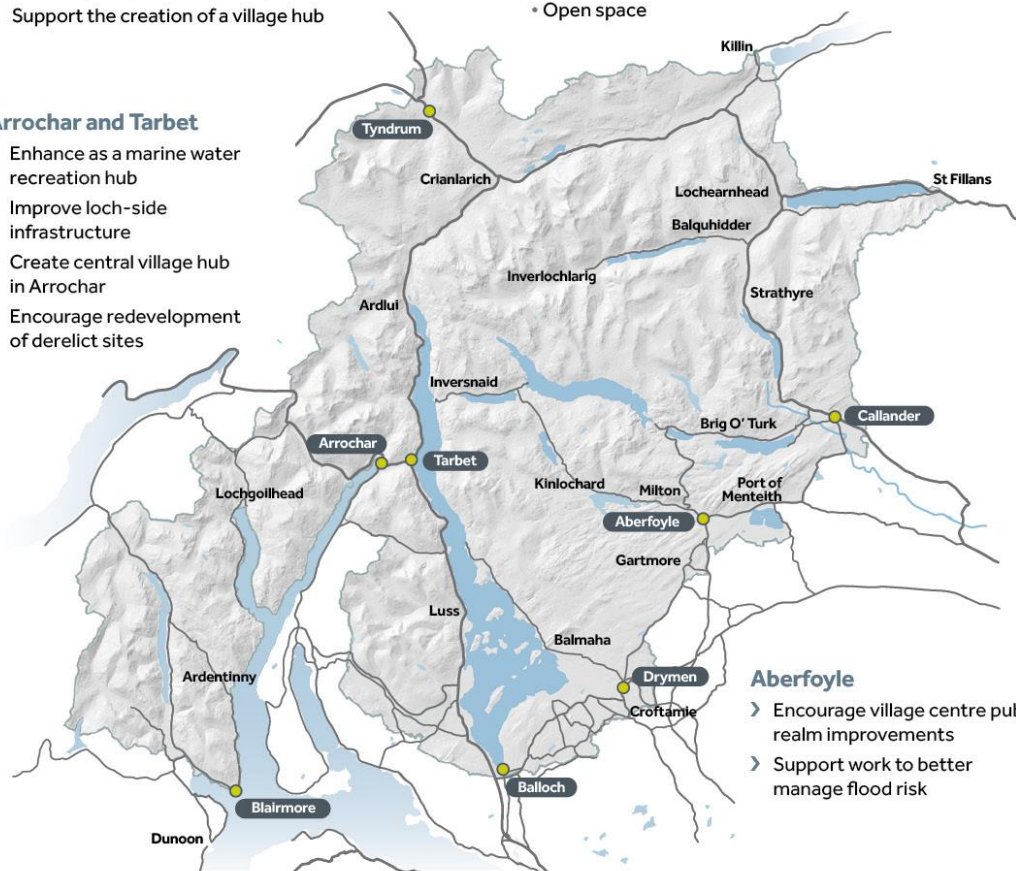 Support the creation of a village hub
• Open space
Killin
Arrochar and Tarbet
Enhance as a marine water
recreation hub
Improve loch-side
infrastructure
Create central village hub
in Arrochar
Encourage redevelopment
of derelict sites
Tyndrum
Crianlarich
Lochearnhead
St Fillans
Balquhidder
Inverlochlarig
Strathyre
Ardlui
Inversnaid
Brig O' Turk
Callander
Arrochar
Tarbet
Lochgoilhead
Kinlochard
Milton
Port of
Menteith
Aberfoyle
Gartmore
Luss
Balmaha
Ardentinny
Drymen
Croftamie
Aberfoyle
› Encourage village centre pub
realm improvements
› Support work to better
manage flood risk
Balloch
Blairmore
Dunoon